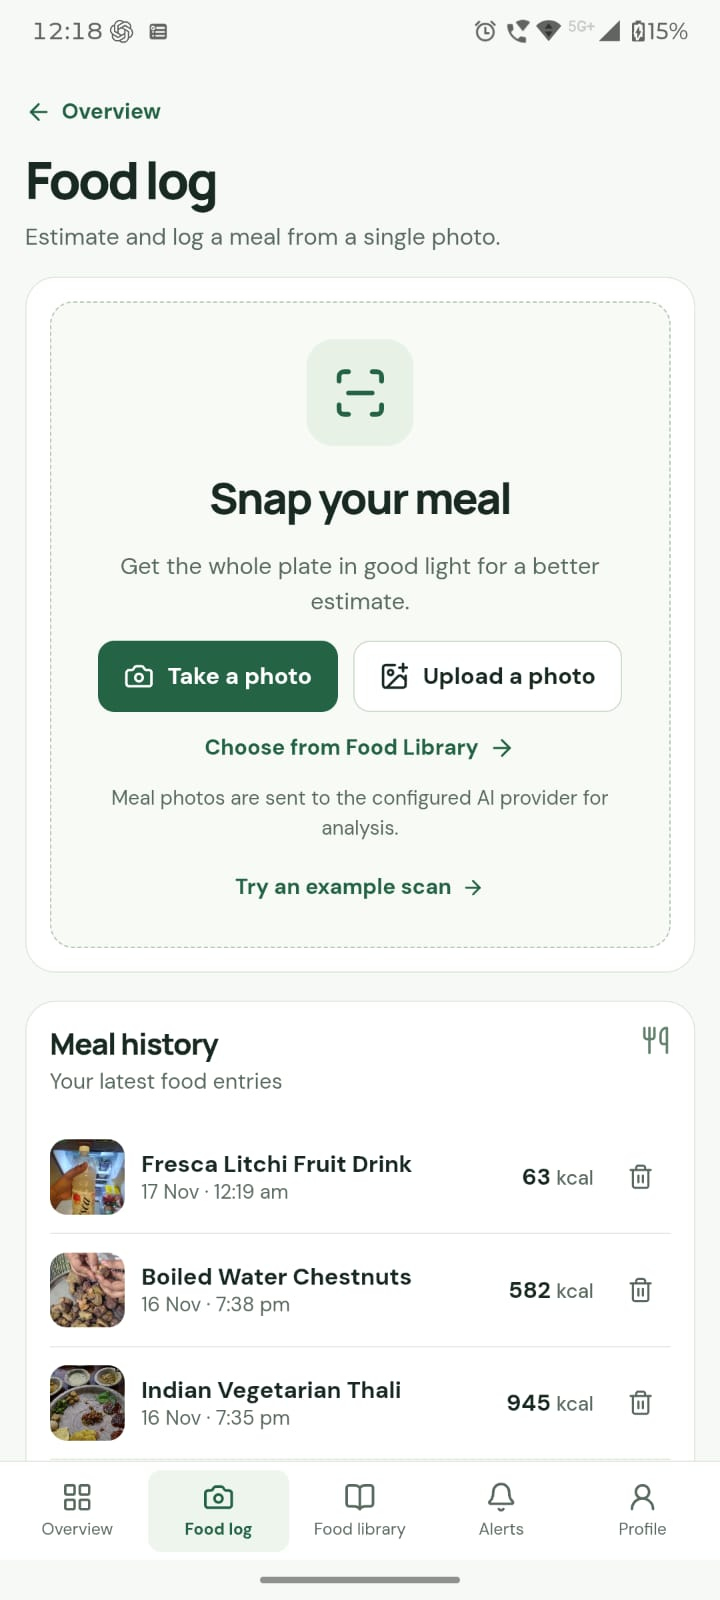 12:18 5G+ 15%
Overview
Food log
Estimate and log a meal from a single photo.
Snap your meal
Get the whole plate in good light for a better
estimate.
Take a photo Upload a photo
Choose from Food Library
Meal photos are sent to the configured AI provider for
analysis.
Try an example scan
Meal history
Your latest food entries
Fresca Litchi Fruit Drink 63 kcal
17 Nov · 12:19 am
Boiled Water Chestnuts 582 kcal
16 Nov · 7:38 pm
Indian Vegetarian Thali 945 kcal
16 Nov · 7:35 pm
Overview Food log Food library Alerts Profile